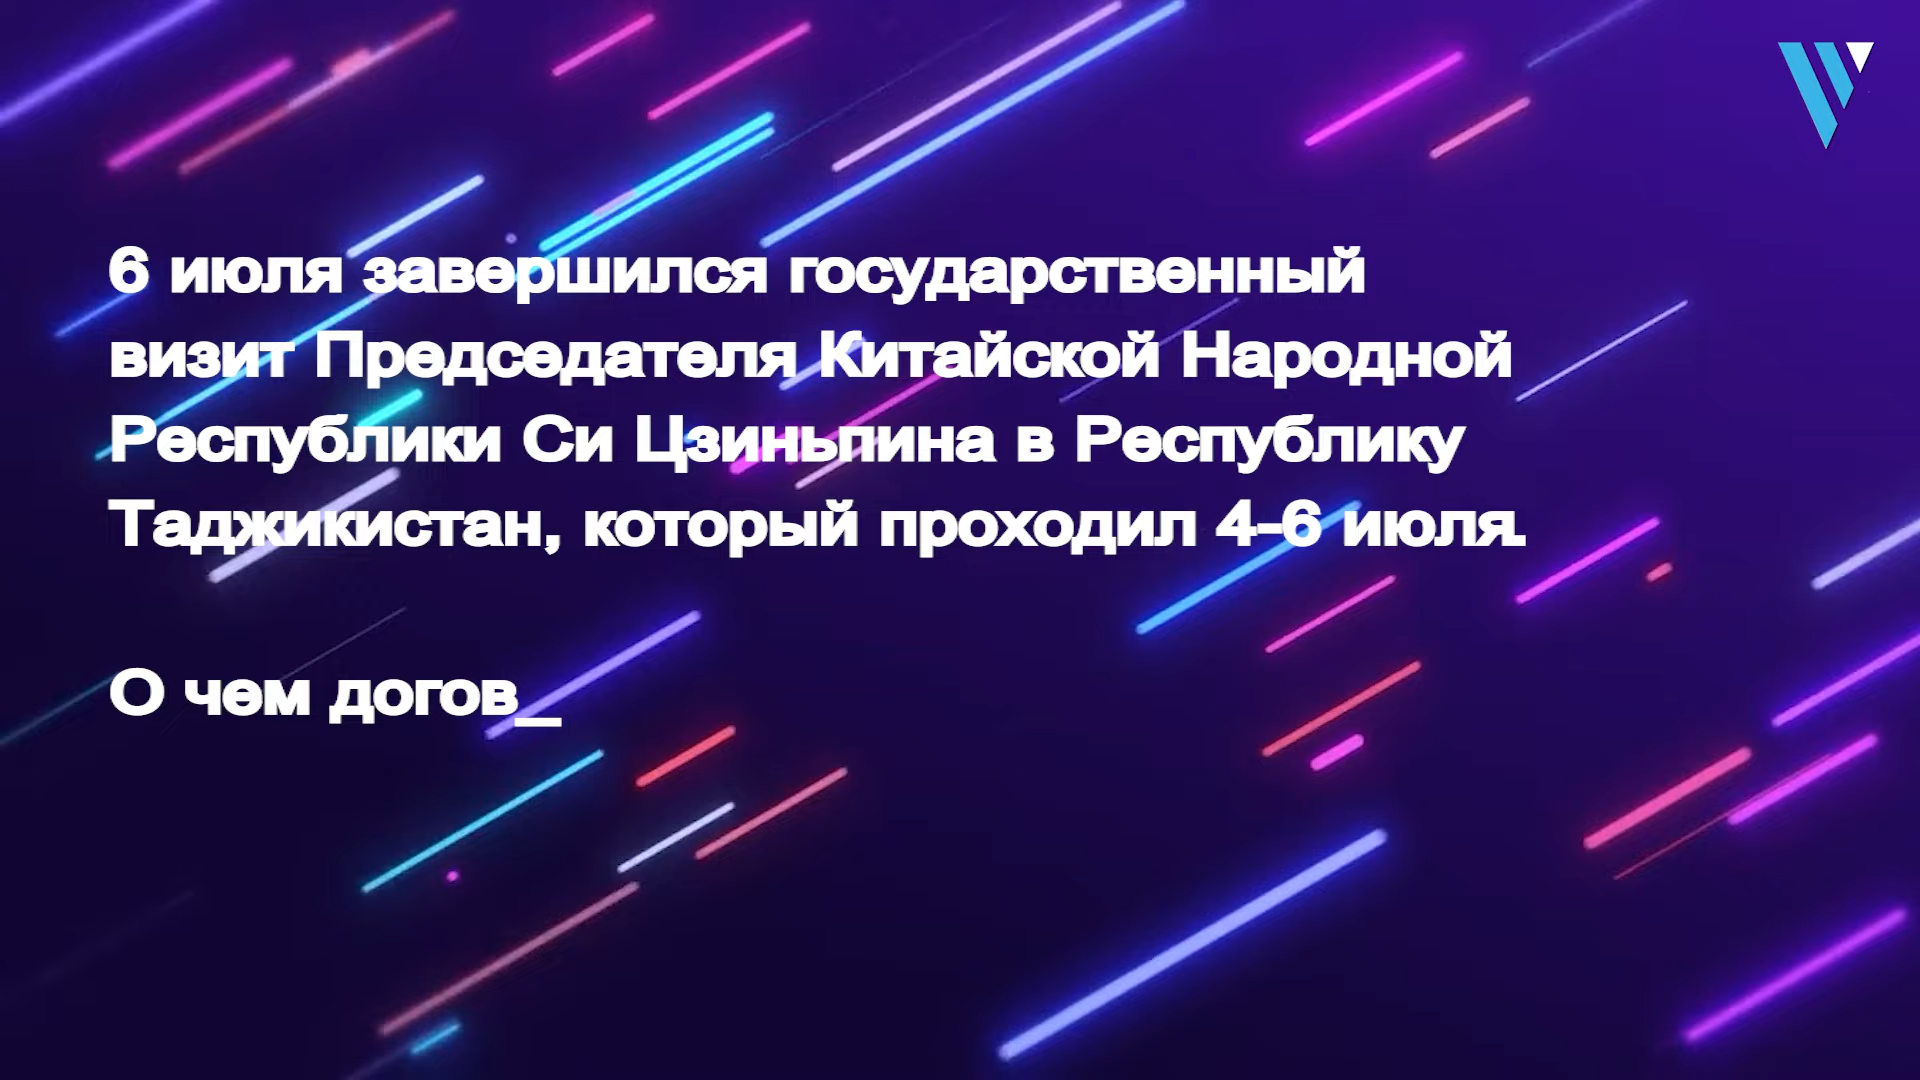 6 июля завершился государственный
визит Председателя Китайской Народной
Республики Си Цзиньпина в Республику
Таджикистан, который проходил 4-6 июля.
О чем догов_